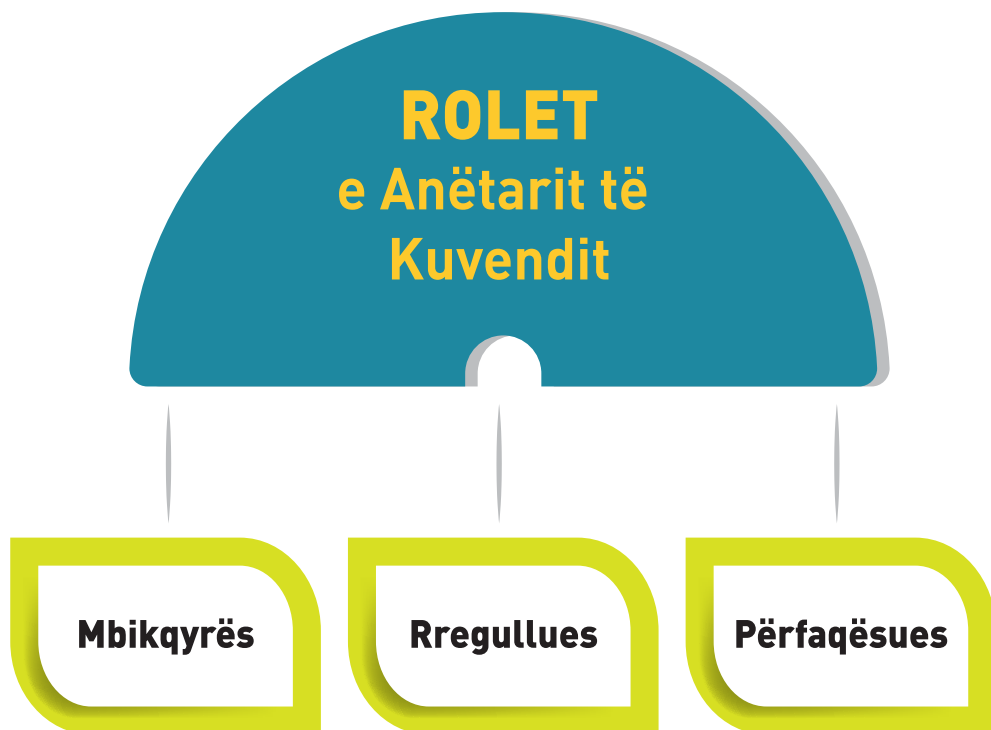 ROLET
e Anëtarit të
Kuvendit
Mbikqyrës
Rregullues
Përfaqësues